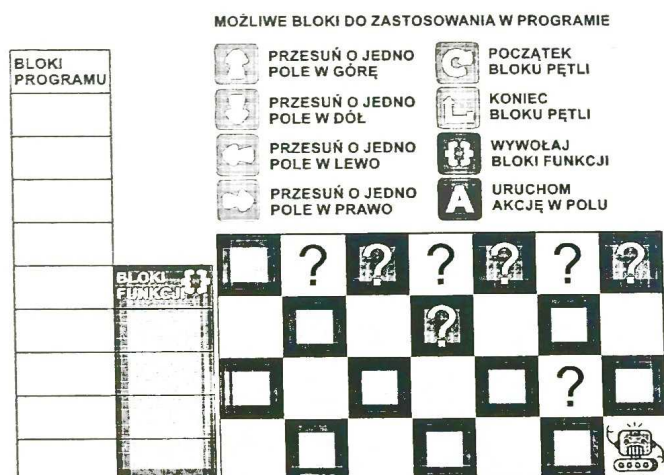 MOŻLIWE BLOKI DO ZASTOSOWANIA W PROGRAMIE
BLOKI
PROGRAMU
PRZESUŃ O JEDNO
POLE W GÓRĘ
POCZĄTEK
BLOKU PĘTLI
PRZESUŃ O JEDNO
POLE W DÓŁ
KONIEC
BLOKU PĘTLI
PRZESUŃ O JEDNO
POLE W LEWO
WYWOŁAJ
BLOKI FUNKCJI
PRZESUŃ O JEDNO
POLE W PRAWO
A
URUCHOM
AKCJĘ W POLU
BLOKI
FUNKCJI
? ? ? ? ? ?
?
?